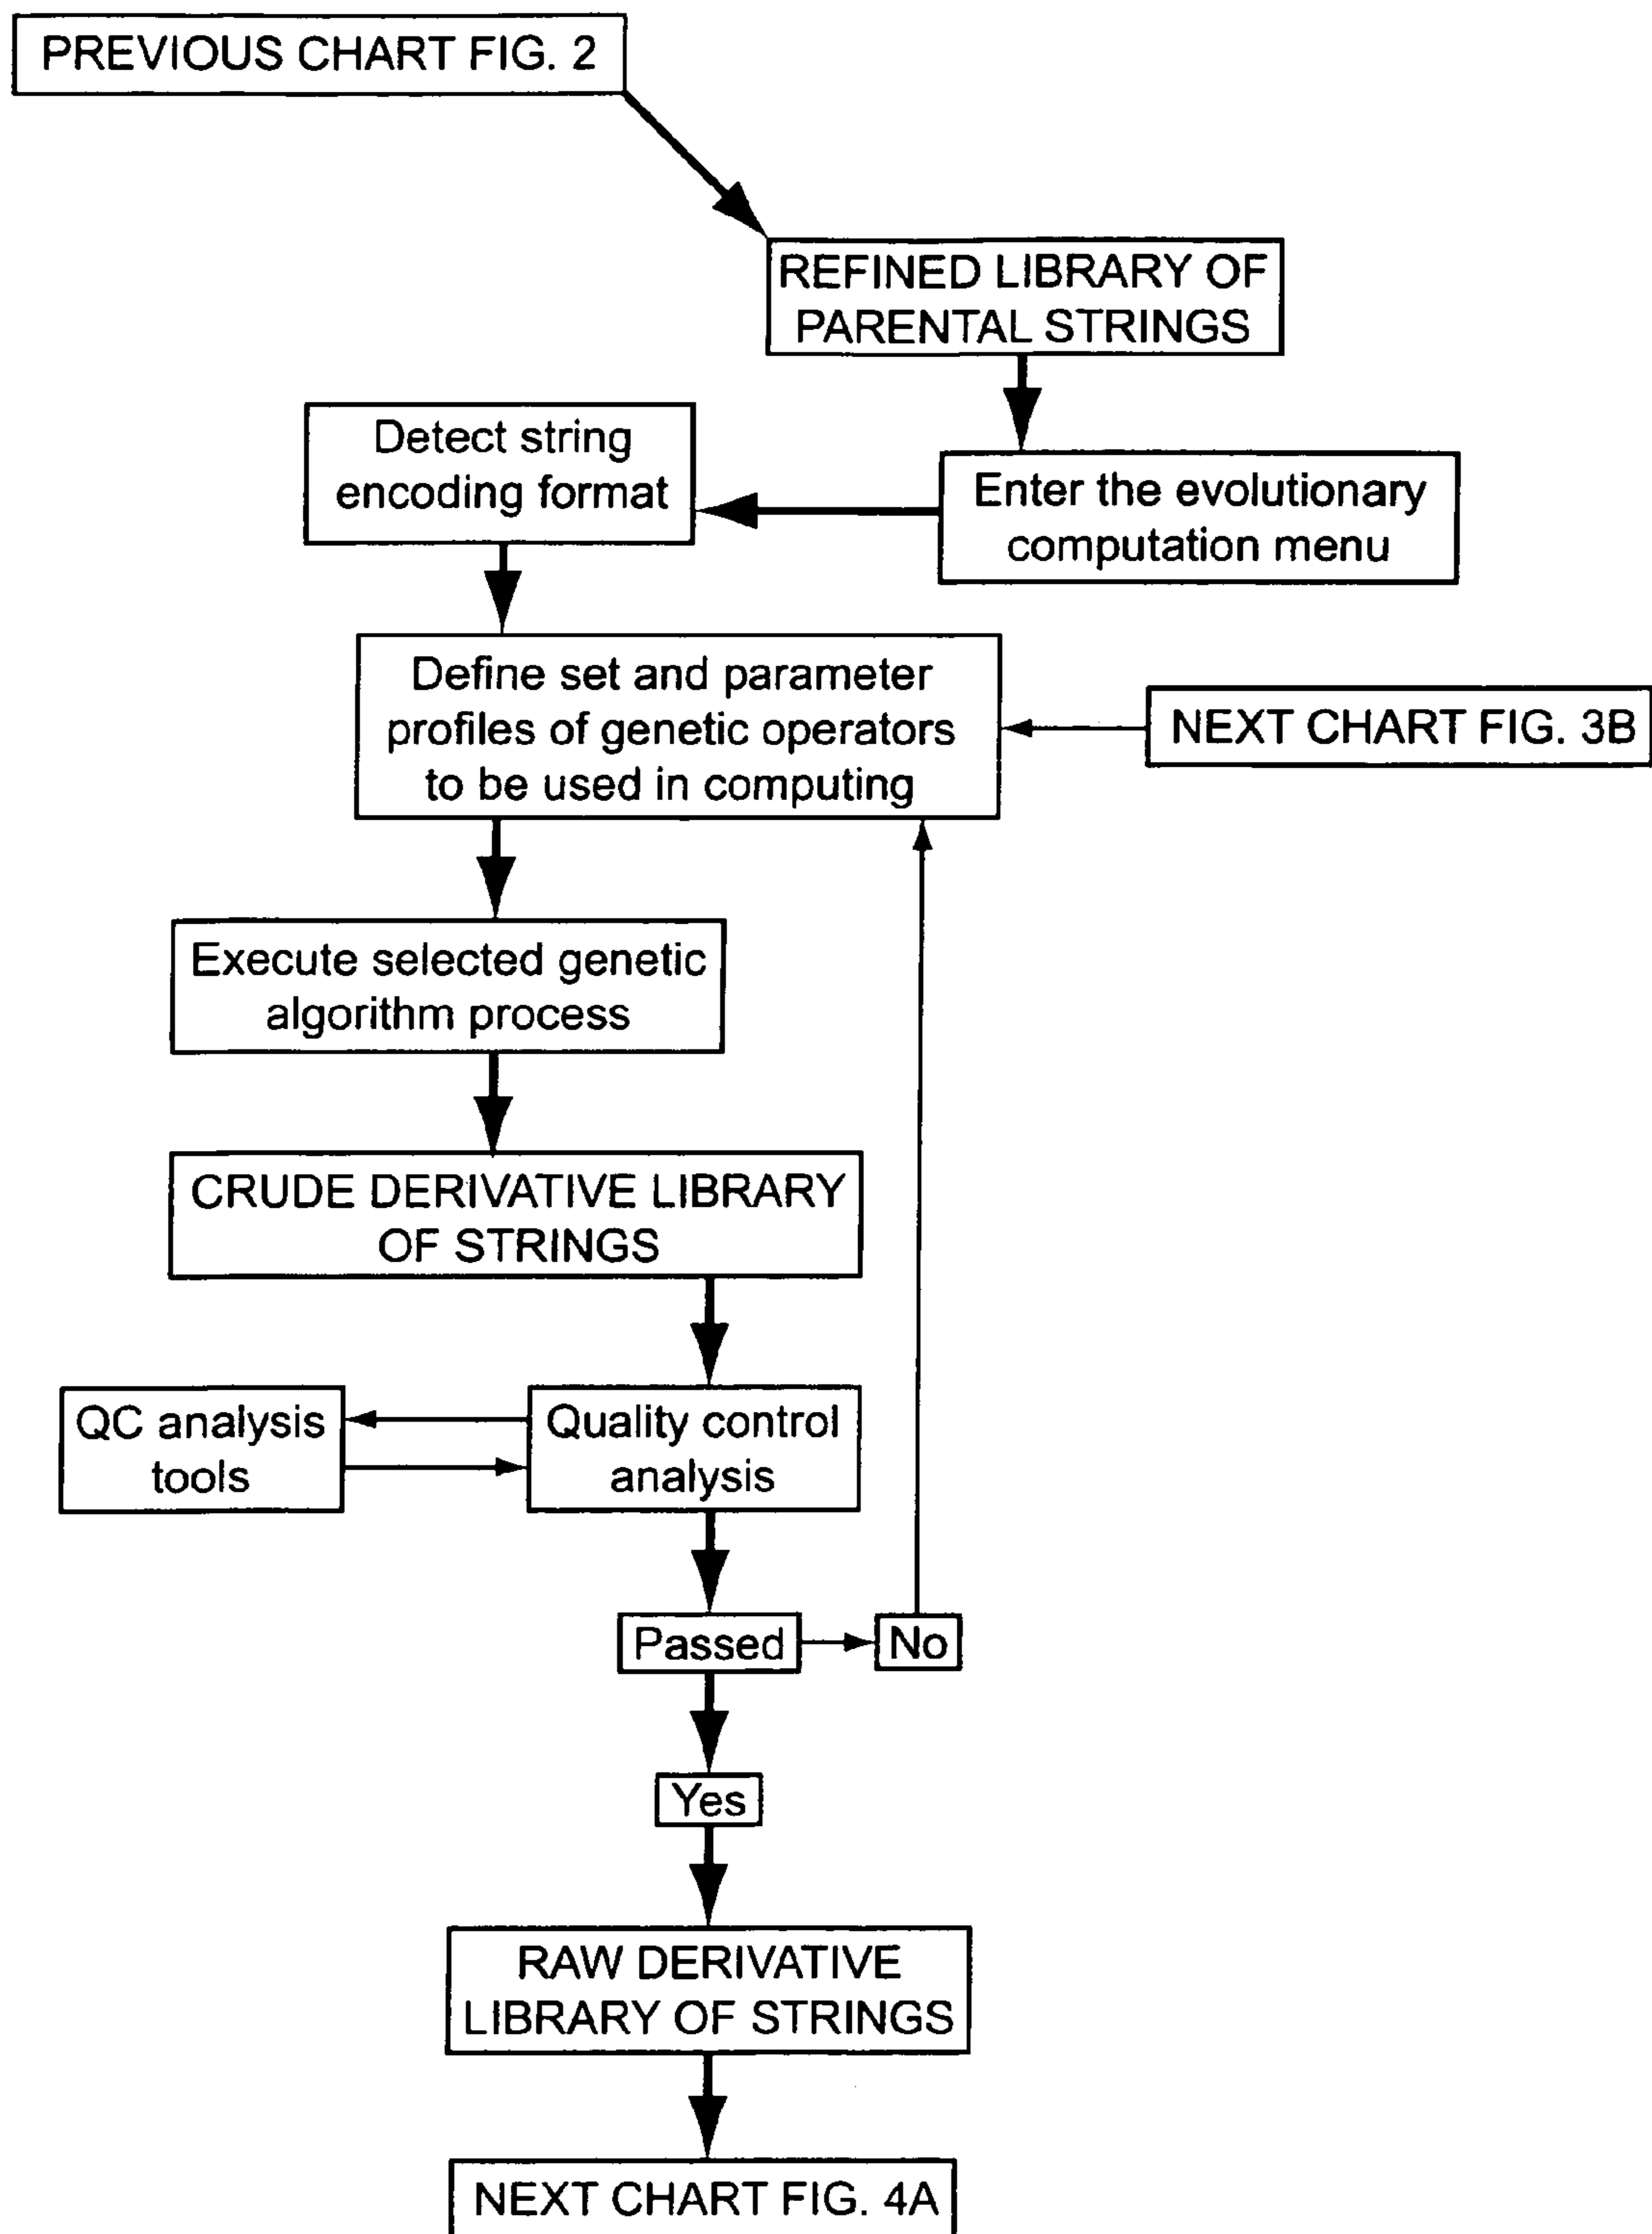 PREVIOUS CHART FIG. 2
REFINED LIBRARY OF
PARENTAL STRINGS
Detect string
encoding format
Enter the evolutionary
computation menu
Define set and parameter
profiles of genetic operators
to be used in computing
NEXT CHART FIG. 3B
Execute selected genetic
algorithm process
CRUDE DERIVATIVE LIBRARY
OF STRINGS
QC analysis
tools
Quality control
analysis
Passed
No
Yes
RAW DERIVATIVE
LIBRARY OF STRINGS
NEXT CHART FIG. 4A